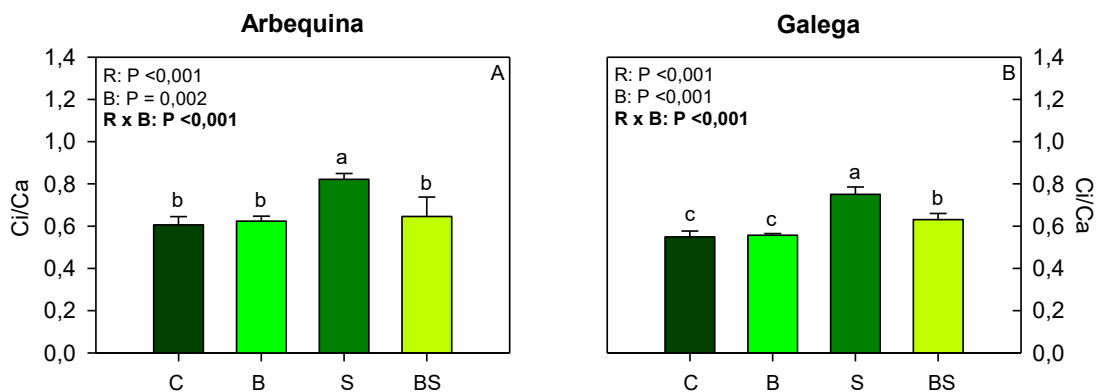 Arbequina
Galega
1,4
1,2
1,0
0,8
0,6
0,4
0,2
0,0
Ci/Ca
R: P <0,001
B: P = 0,002
R x B: P <0,001
A
b
b
a
b
C
B
S
BS
R: P <0,001
B: P <0,001
R x B: P <0,001
B
c
c
a
b
C
B
S
BS
1,4
1,2
1,0
0,8
0,6
0,4
0,2
0,0
Ci/Ca